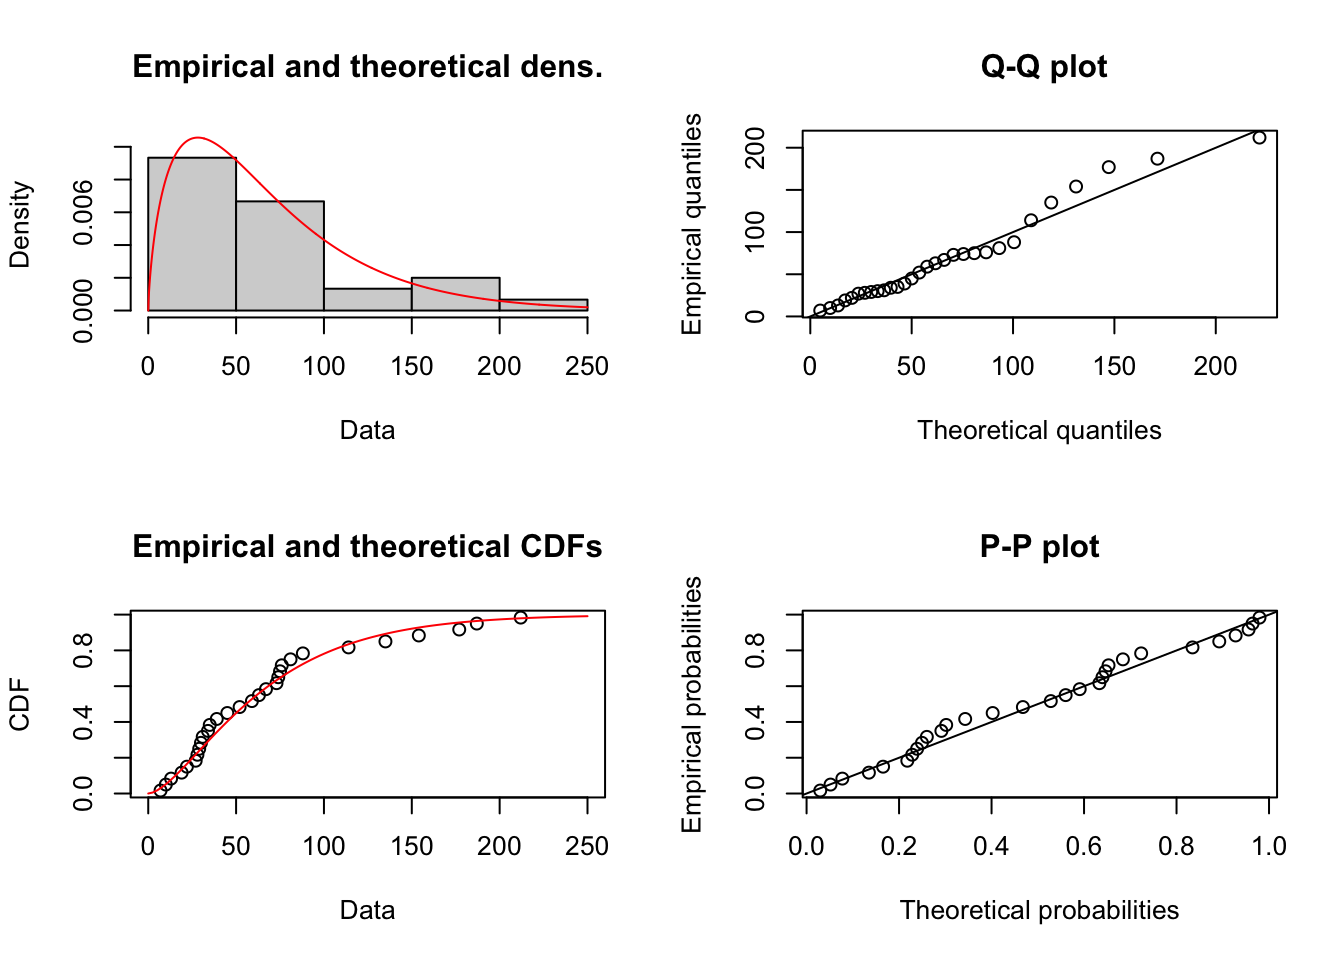 Empirical and theoretical dens.
Density
0.000 0.006
0 50 100 150 200 250
Data
Q-Q plot
Empirical quantiles
0 100 200
0 50 100 150 200
Theoretical quantiles
Empirical and theoretical CDFs
CDF
0.0 0.4 0.8
0 50 100 150 200 250
Data
P-P plot
Empirical probabilities
0.0 0.4 0.8
0.0 0.2 0.4 0.6 0.8 1.0
Theoretical probabilities